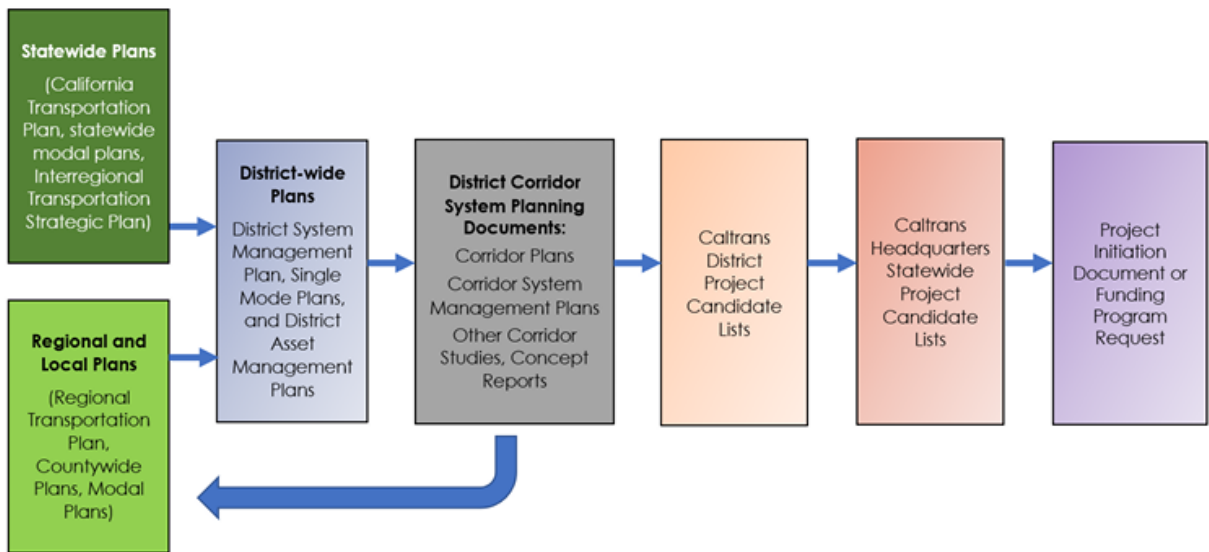 Statewide Plans
(California
Transportation
Plan, statewide
modal plans,
Interregional
Transportation
Strategic Plan)
Regional and
Local Plans
(Regional
Transportation
Plan,
Countywide
Plans, Modal
Plans)
District-wide
Plans
District System
Management
Plan, Single
Mode Plans,
and District
Asset
Management
Plans
District Corridor
System Planning
Documents:
Corridor Plans
Corridor System
Management Plans
Other Corridor
Studies, Concept
Reports
Caltrans
District
Project
Candidate
Lists
Caltrans
Headquarters
Statewide
Project
Candidate
Lists
Project
Initiation
Document or
Funding
Program
Request